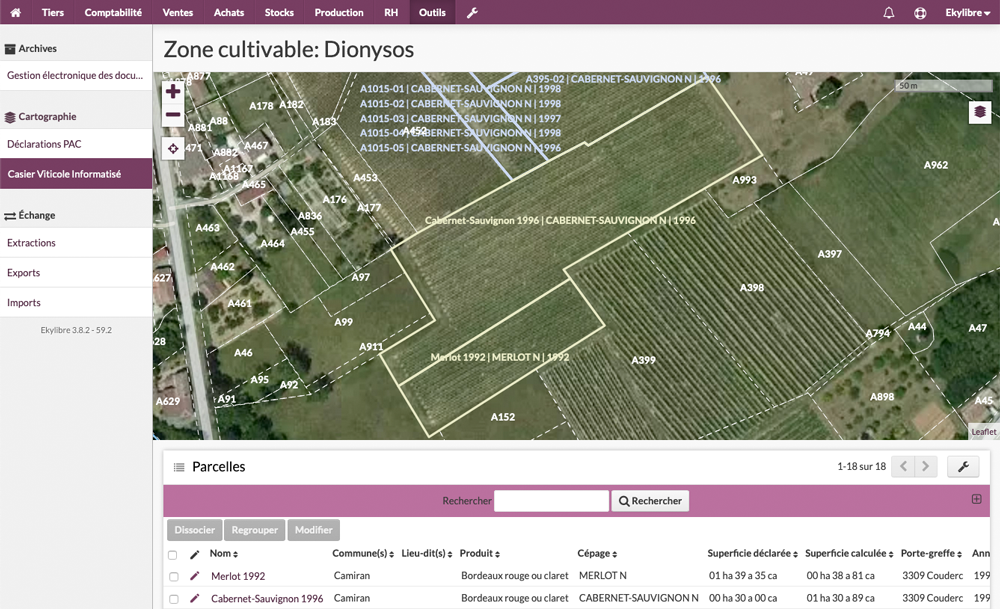 Tiers Comptabilité Ventes Achats Stocks Production RH Outils Ekylibre
Archives
Gestion électronique des docu...
Cartographie
Déclarations PAC
Casier Viticole Informatisé
Échange
Extractions
Exports
Imports
Ekylibre 3.8.2 - 59.2
Zone cultivable: Dionysos
A877
A395-02 | CABERNET-SAUVIGNON N | 1996
A1015-01 | CABERNET-SAUVIGNON N | 1998
A1015-02 | CABERNET-SAUVIGNON N | 1998
A1015-03 | CABERNET-SAUVIGNON N | 1997
A1015-04 | CABERNET-SAUVIGNON N | 1998
A1015-05 | CABERNET-SAUVIGNON N | 1996
50 m
A178
A182
A88
A183
A452
A881
A467
A882
A471
A1167
A1168
A465
A453
A176
A177
A836
A455
A463
A464
A993
A962
Cabernet-Sauvignon 1996 | CABERNET-SAUVIGNON N | 1996
A397
A462
A97
A627
A461
A398
A99
A794
A44
A47
A911
A46
Merlot 1992 | MERLOT N | 1992
A399
A95
A92
A91
A629
A898
A45
A152
Leaflet
Parcelles
1-18 sur 18
Rechercher Rechercher
Dissocier Regrouper Modifier
Nom Commune(s) Lieu-dit(s) Produit Cépage Superficie déclarée Superficie calculée Porte-greffe Ann
Merlot 1992 Camiran Bordeaux rouge ou claret MERLOT N 01 ha 39 a 35 ca 00 ha 38 a 81 ca 3309 Couderc 199
Cabernet-Sauvignon 1996 Camiran Bordeaux rouge ou claret CABERNET-SAUVIGNON N 00 ha 30 a 00 ca 01 ha 30 a 89 ca 3309 Couderc 199